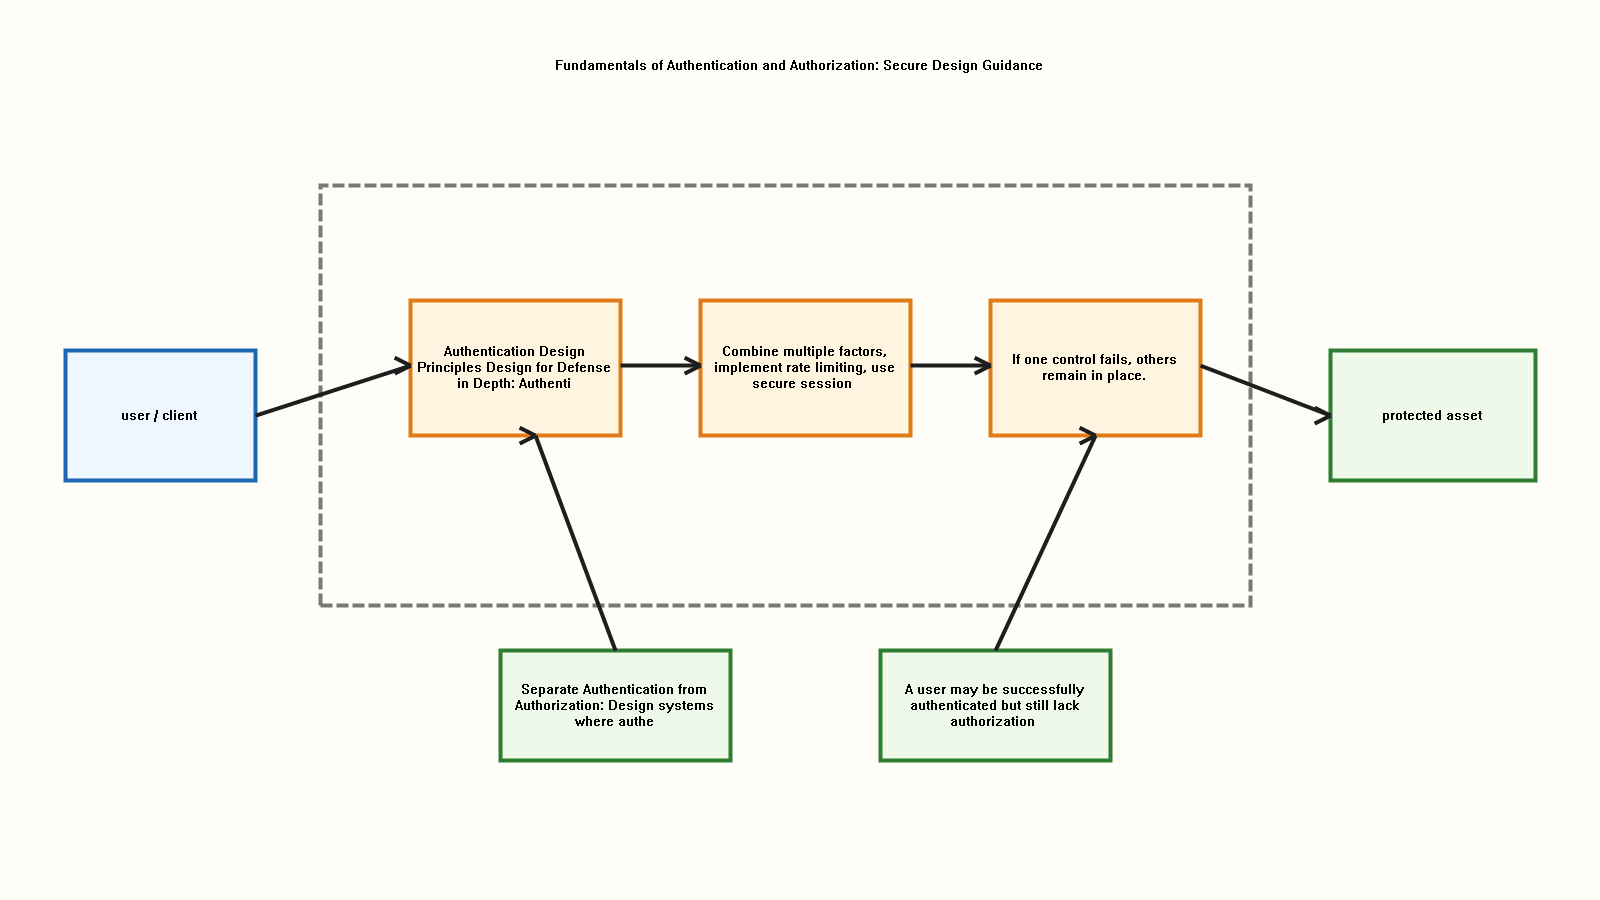 Fundamentals of Authentication and Authorization: Secure Design Guidance
user / client
Authentication Design
Principles Design for Defense
in Depth: Authenti
Combine multiple factors,
implement rate limiting, use
secure session
If one control fails, others
remain in place.
protected asset
Separate Authentication from
Authorization: Design systems
where authe
A user may be successfully
authenticated but still lack
authorization